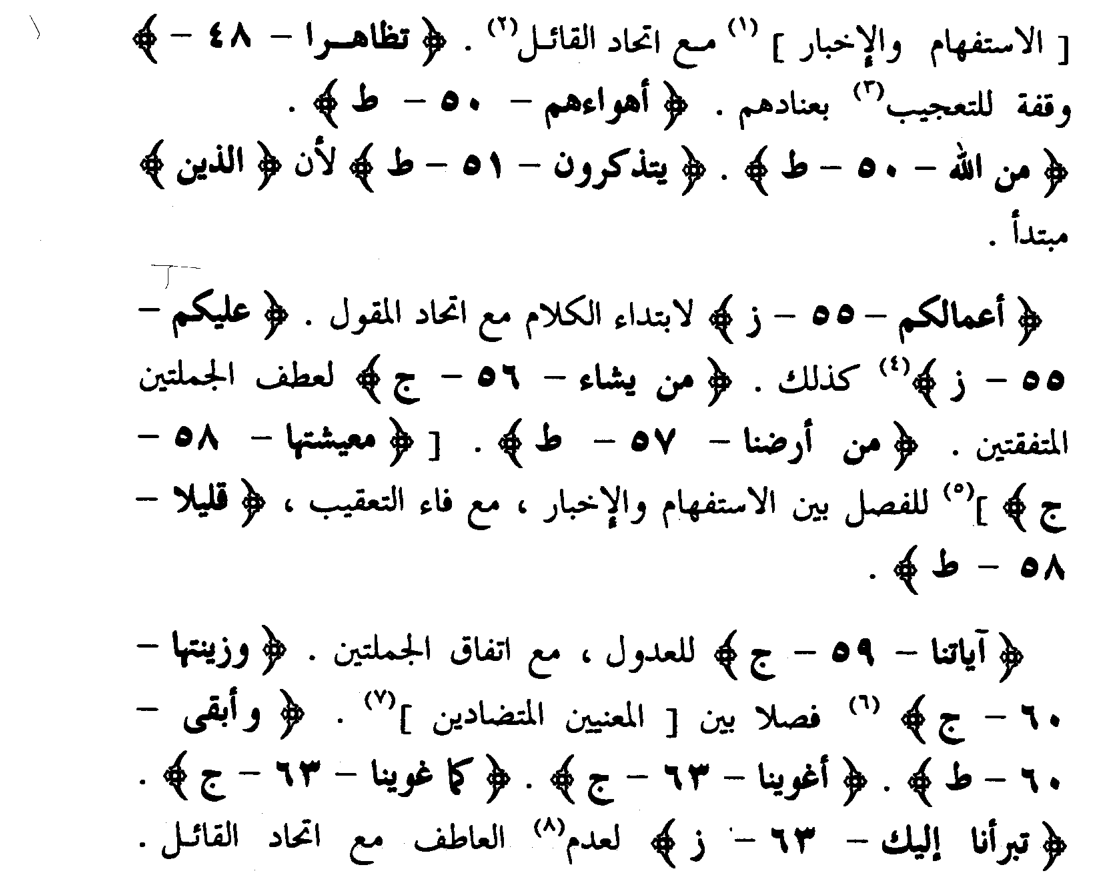 [ الاستفهام والإخبار ] (١) مـع اتحاد القائـل(٢) . ﴿ تظاهـرا – ٤٨ – ﴾
وقفة للتعجيب(٣) بعنادهم . ﴿ أهواءهم – ٥٠ – ط ﴾ .
﴿ من الله – ٥٠ – ط ﴾ . ﴿ يتذكرون – ٥١ – ط ﴾ لأن ﴿ الذين ﴾
مبتدأ .
﴿ أعمالكم – ٥٥ – ز ﴾ لابتداء الكلام مع اتحاد المقول . ﴿ عليكم –
٥٥ – ز ﴾(٤) كذلك . ﴿ من يشاء – ٥٦ – ج ﴾ لعطف الجملتين
المتفقتين . ﴿ من أرضنا – ٥٧ – ط ﴾ . [ ﴿ معيشتها – ٥٨ –
ج ﴾ ](٥) للفصل بين الاستفهام والإخبار ، مع فاء التعقيب ، ﴿ قليلا –
٥٨ – ط ﴾ .
﴿ آياتنا – ٥٩ – ج ﴾ للعدول ، مع اتفاق الجملتين . ﴿ وزينتها –
٦٠ – ج ﴾ (٦) فصلا بين [ المعنيين المتضادين ](٧) . ﴿ وأبقى –
٦٠ – ط ﴾ . ﴿ أغوينا – ٦٣ – ج ﴾ . ﴿ كما غوينا – ٦٣ – ج ﴾ .
﴿ تبرأنا إليك – ٦٣ – ز ﴾ لعدم(٨) العاطف مع اتحاد القائـل .